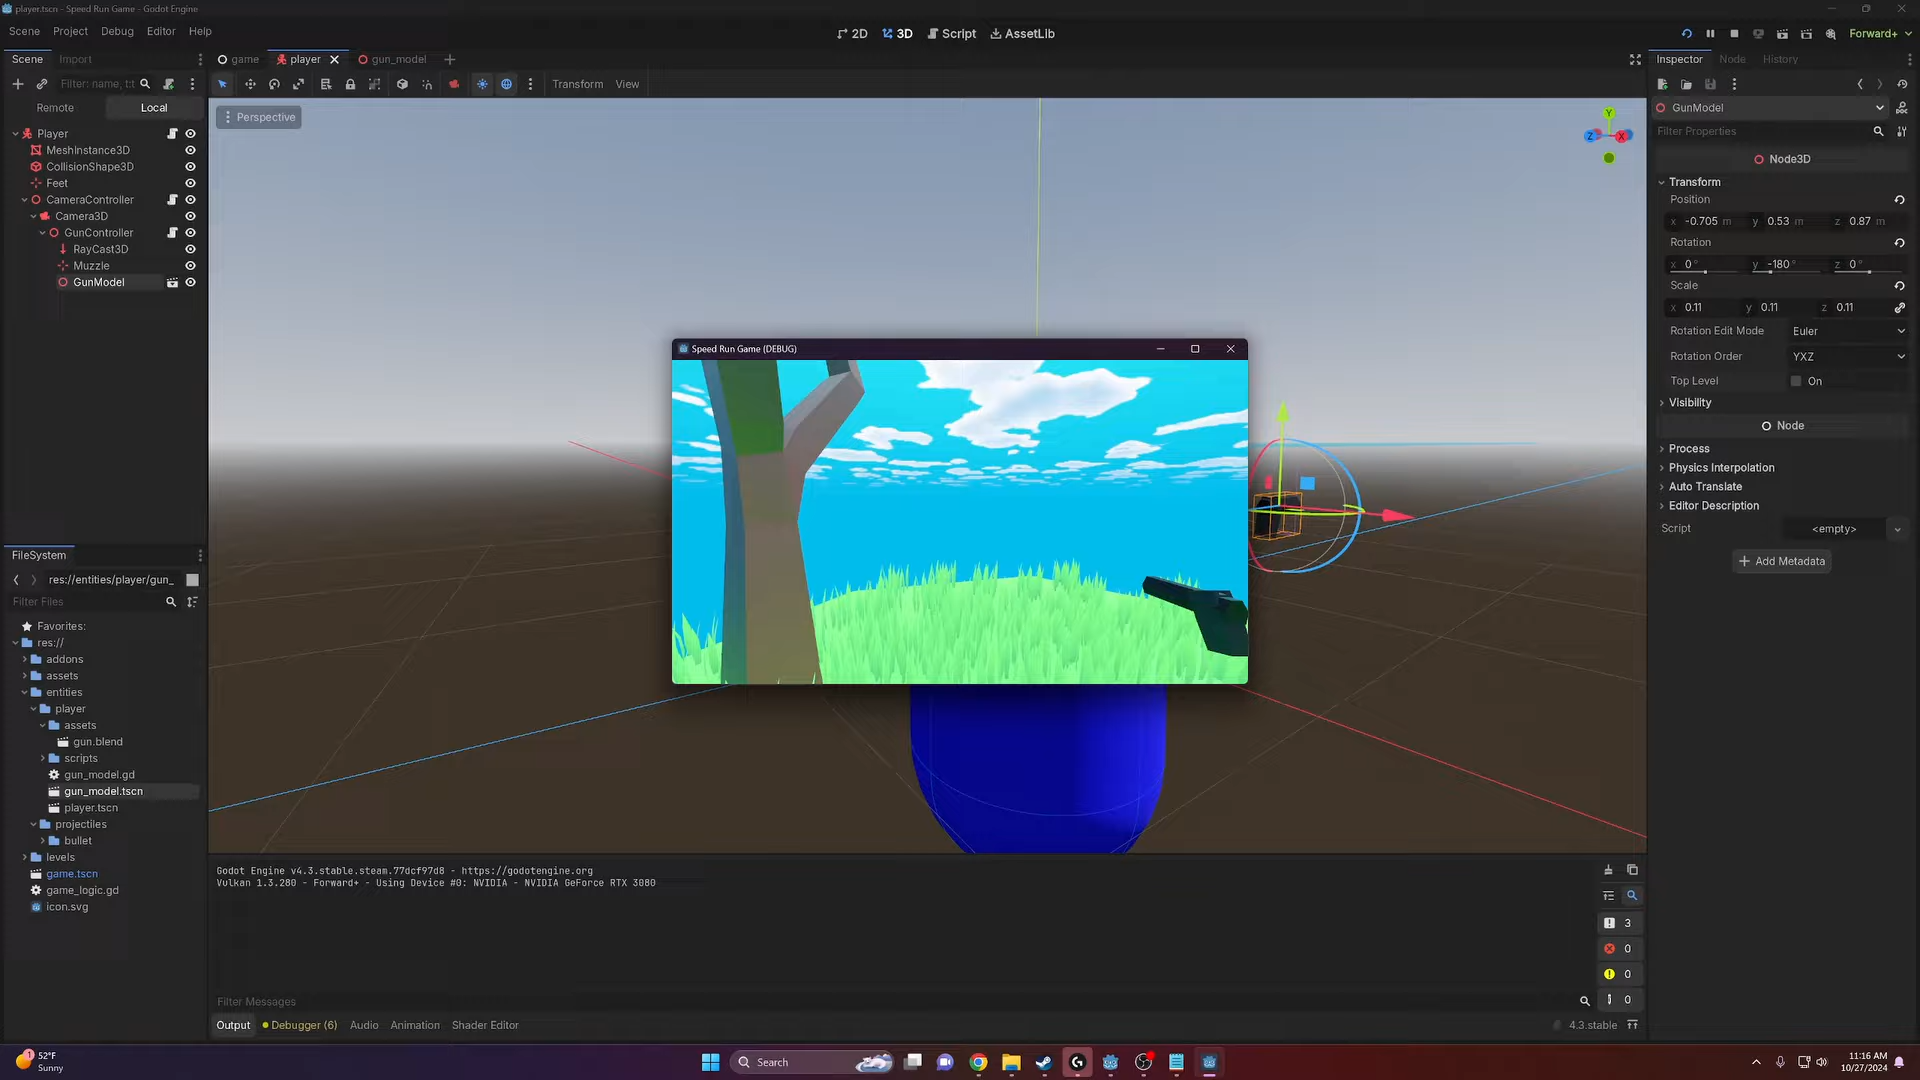 player.tscn - Speed Run Game - Godot Engine
Scene Project Debug Editor Help
2D 3D Script AssetLib
Forward+
Scene Import
game player gun_model
Inspector Node History
Filter: name, t:t
Transform View
Remote Local
Perspective
Player
MeshInstance3D
CollisionShape3D
Feet
CameraController
Camera3D
GunController
RayCast3D
Muzzle
GunModel
Y
Z X
GunModel
Filter Properties
Node3D
Transform
Position
x -0.705 m y 0.53 m z 0.87 m
Rotation
x 0° y -180° z 0°
Scale
x 0.11 y 0.11 z 0.11
Rotation Edit Mode Euler
Rotation Order YXZ
Top Level On
Visibility
Node
Process
Physics Interpolation
Auto Translate
Editor Description
Script <empty>
Add Metadata
Speed Run Game (DEBUG)
FileSystem
res://entities/player/gun_
Filter Files
Favorites:
res://
addons
assets
entities
player
assets
gun.blend
scripts
gun_model.gd
gun_model.tscn
player.tscn
projectiles
bullet
levels
game.tscn
game_logic.gd
icon.svg
Godot Engine v4.3.stable.steam.77dcf97d8 - https://godotengine.org
Vulkan 1.3.280 - Forward+ - Using Device #0: NVIDIA - NVIDIA GeForce RTX 3080
3
0
0
0
Filter Messages
Output Debugger (6) Audio Animation Shader Editor
4.3.stable
1
52°F
Sunny
Search
11:16 AM
10/27/2024